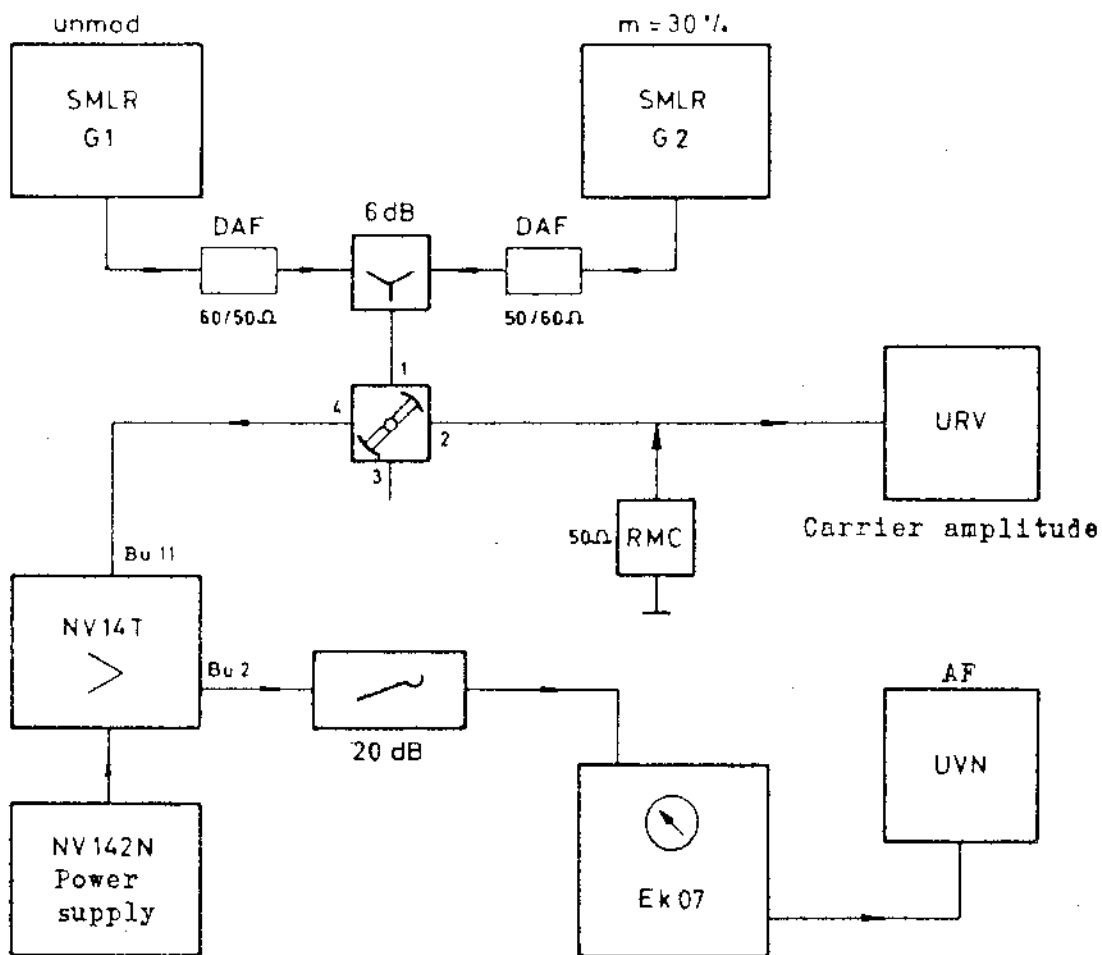 unmod
m = 30 %
SMLR
G1
SMLR
G2
DAF
6 dB
DAF
60/50Ω
50/60Ω
1
4
2
3
URV
50Ω
RMC
Carrier amplitude
Bu 11
NV14T
Bu 2
20 dB
AF
UVN
NV142N
Power
supply
Ek 07